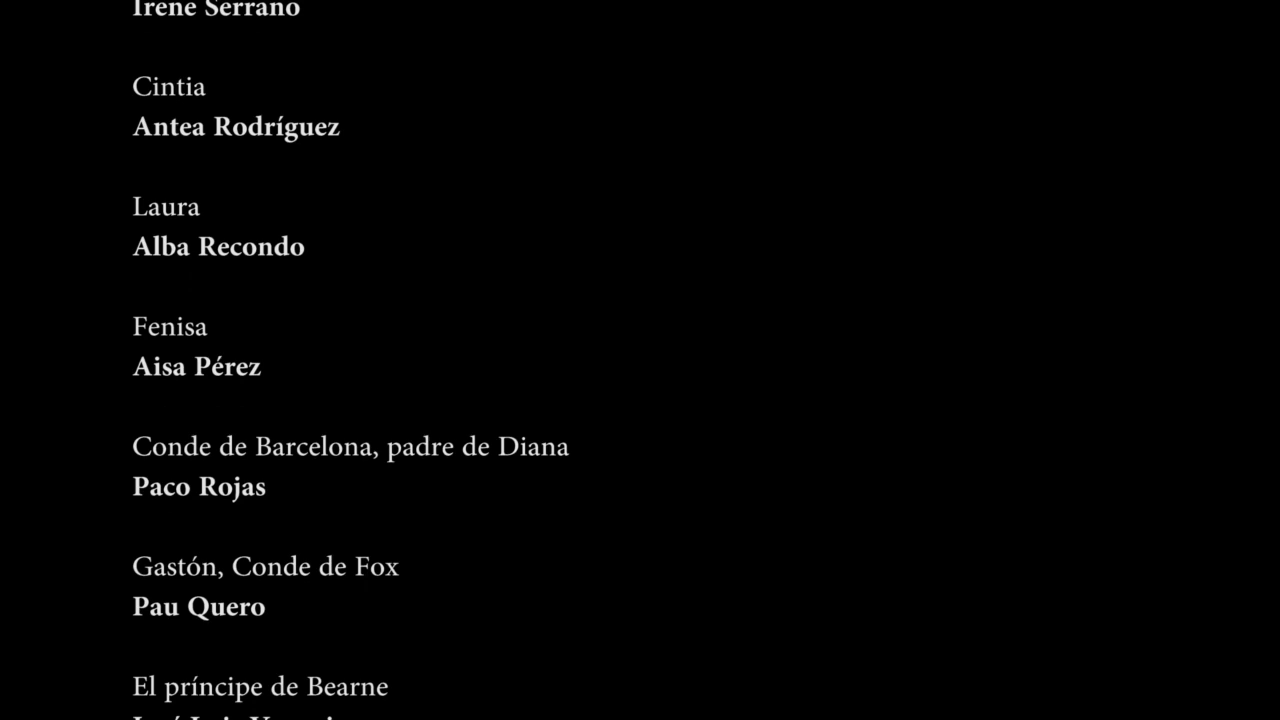 Irene Serrano
Cintia
Antea Rodríguez
Laura
Alba Recondo
Fenisa
Aisa Pérez
Conde de Barcelona, padre de Diana
Paco Rojas
Gastón, Conde de Fox
Pau Quero
El príncipe de Bearne